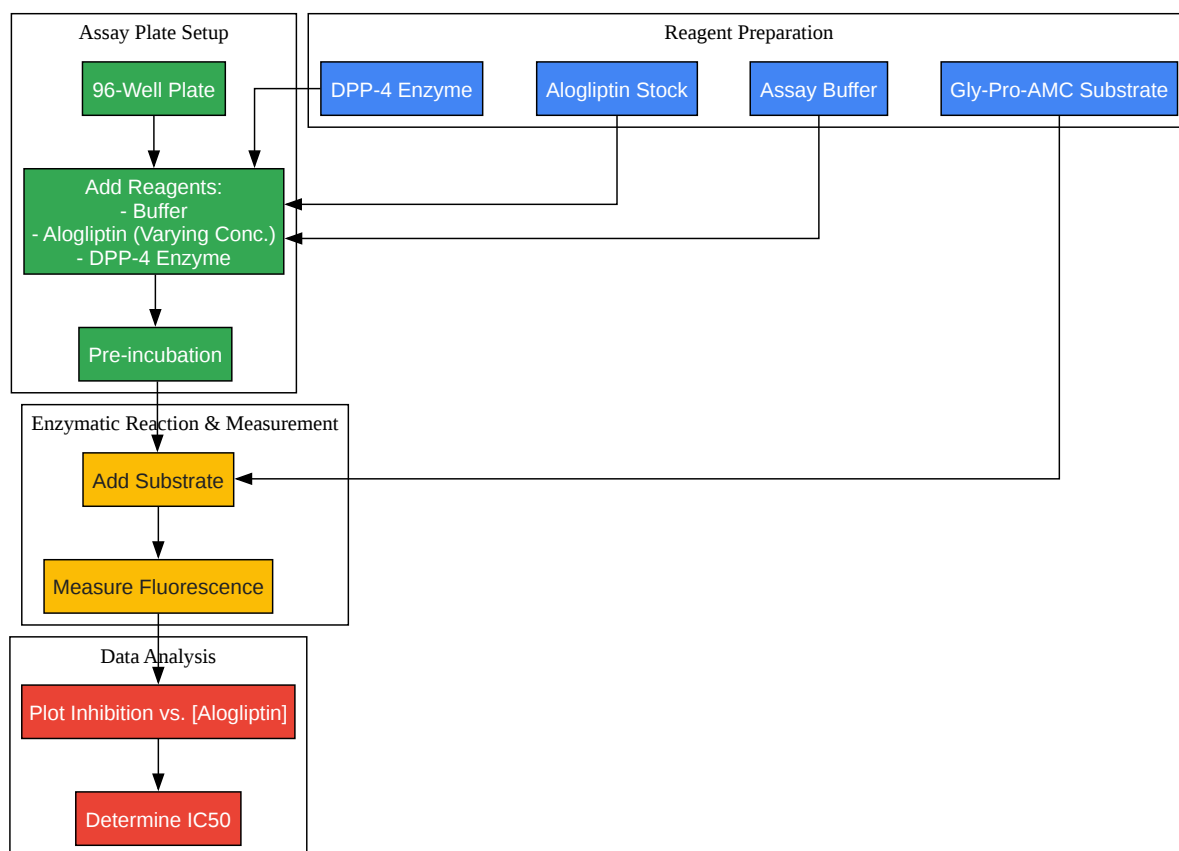 Assay Plate Setup
Reagent Preparation
96-Well Plate
DPP-4 Enzyme
Alogliptin Stock
Assay Buffer
Gly-Pro-AMC Substrate
Add Reagents:
- Buffer
- Alogliptin (Varying Conc.)
- DPP-4 Enzyme
Pre-incubation
Enzymatic Reaction & Measurement
Add Substrate
Measure Fluorescence
Data Analysis
Plot Inhibition vs. [Alogliptin]
Determine IC50